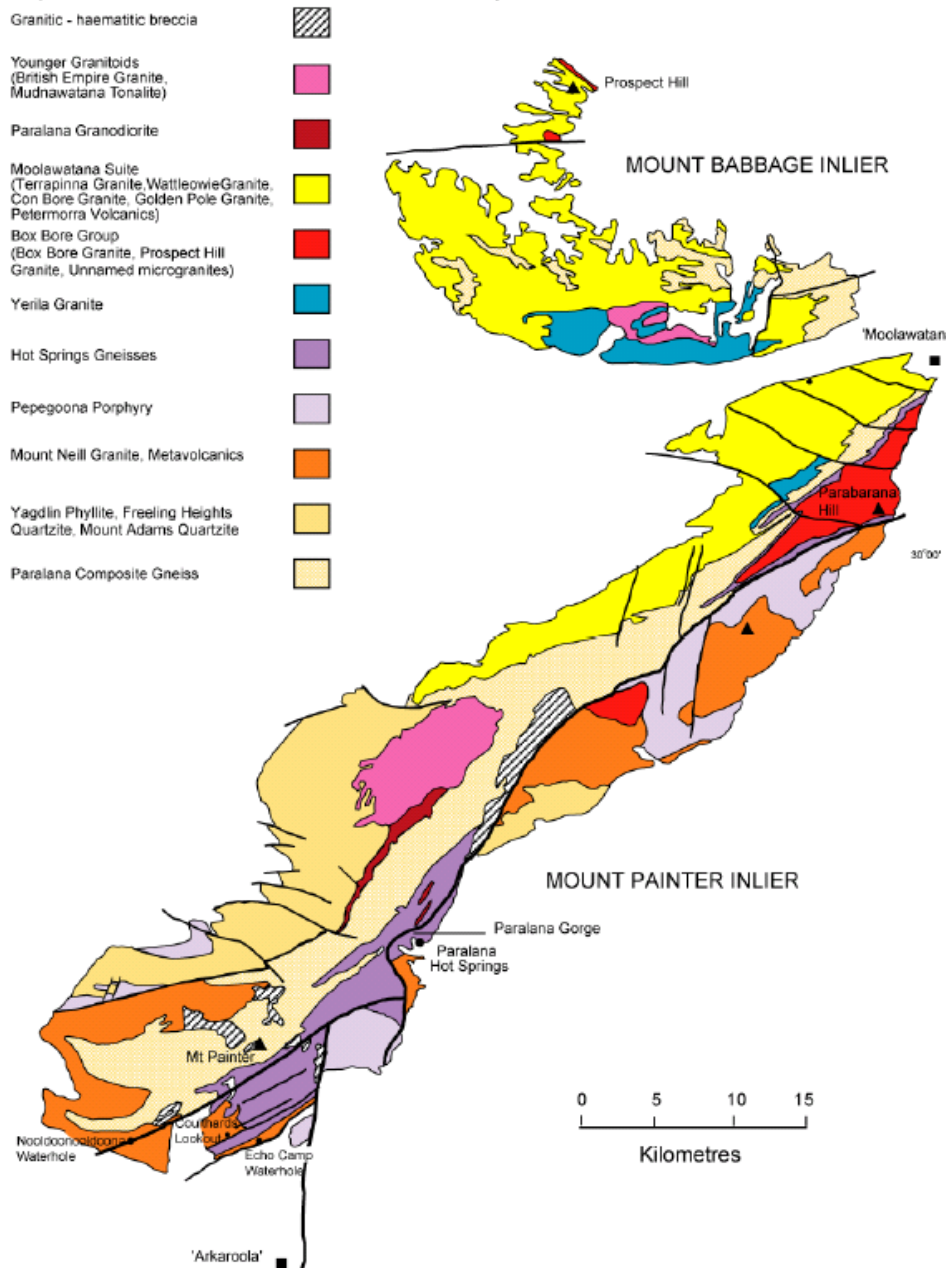 Granitic - haematitic breccia
Younger Granitoids
(British Empire Granite,
Mudnawatana Tonalite)
Paralana Granodiorite
Moolawatana Suite
(Terrapinna Granite,WattleowieGranite,
Con Bore Granite, Golden Pole Granite,
Petermorra Volcanics)
Box Bore Group
(Box Bore Granite, Prospect Hill
Granite, Unnamed microgranites)
Yerila Granite
Hot Springs Gneisses
Pepegoona Porphyry
Mount Neill Granite, Metavolcanics
Yagdlin Phyllite, Freeling Heights
Quartzite, Mount Adams Quartzite
Paralana Composite Gneiss
Prospect Hill
MOUNT BABBAGE INLIER
'Moolawatan
Parabarana
Hill
30°00'
MOUNT PAINTER INLIER
Paralana Gorge
Paralana
Hot Springs
Mt Painter
Coulthards
Lookout
Nooldoonooldoona
Waterhole
Echo Camp
Waterhole
0 5 10 15
Kilometres
'Arkaroola'